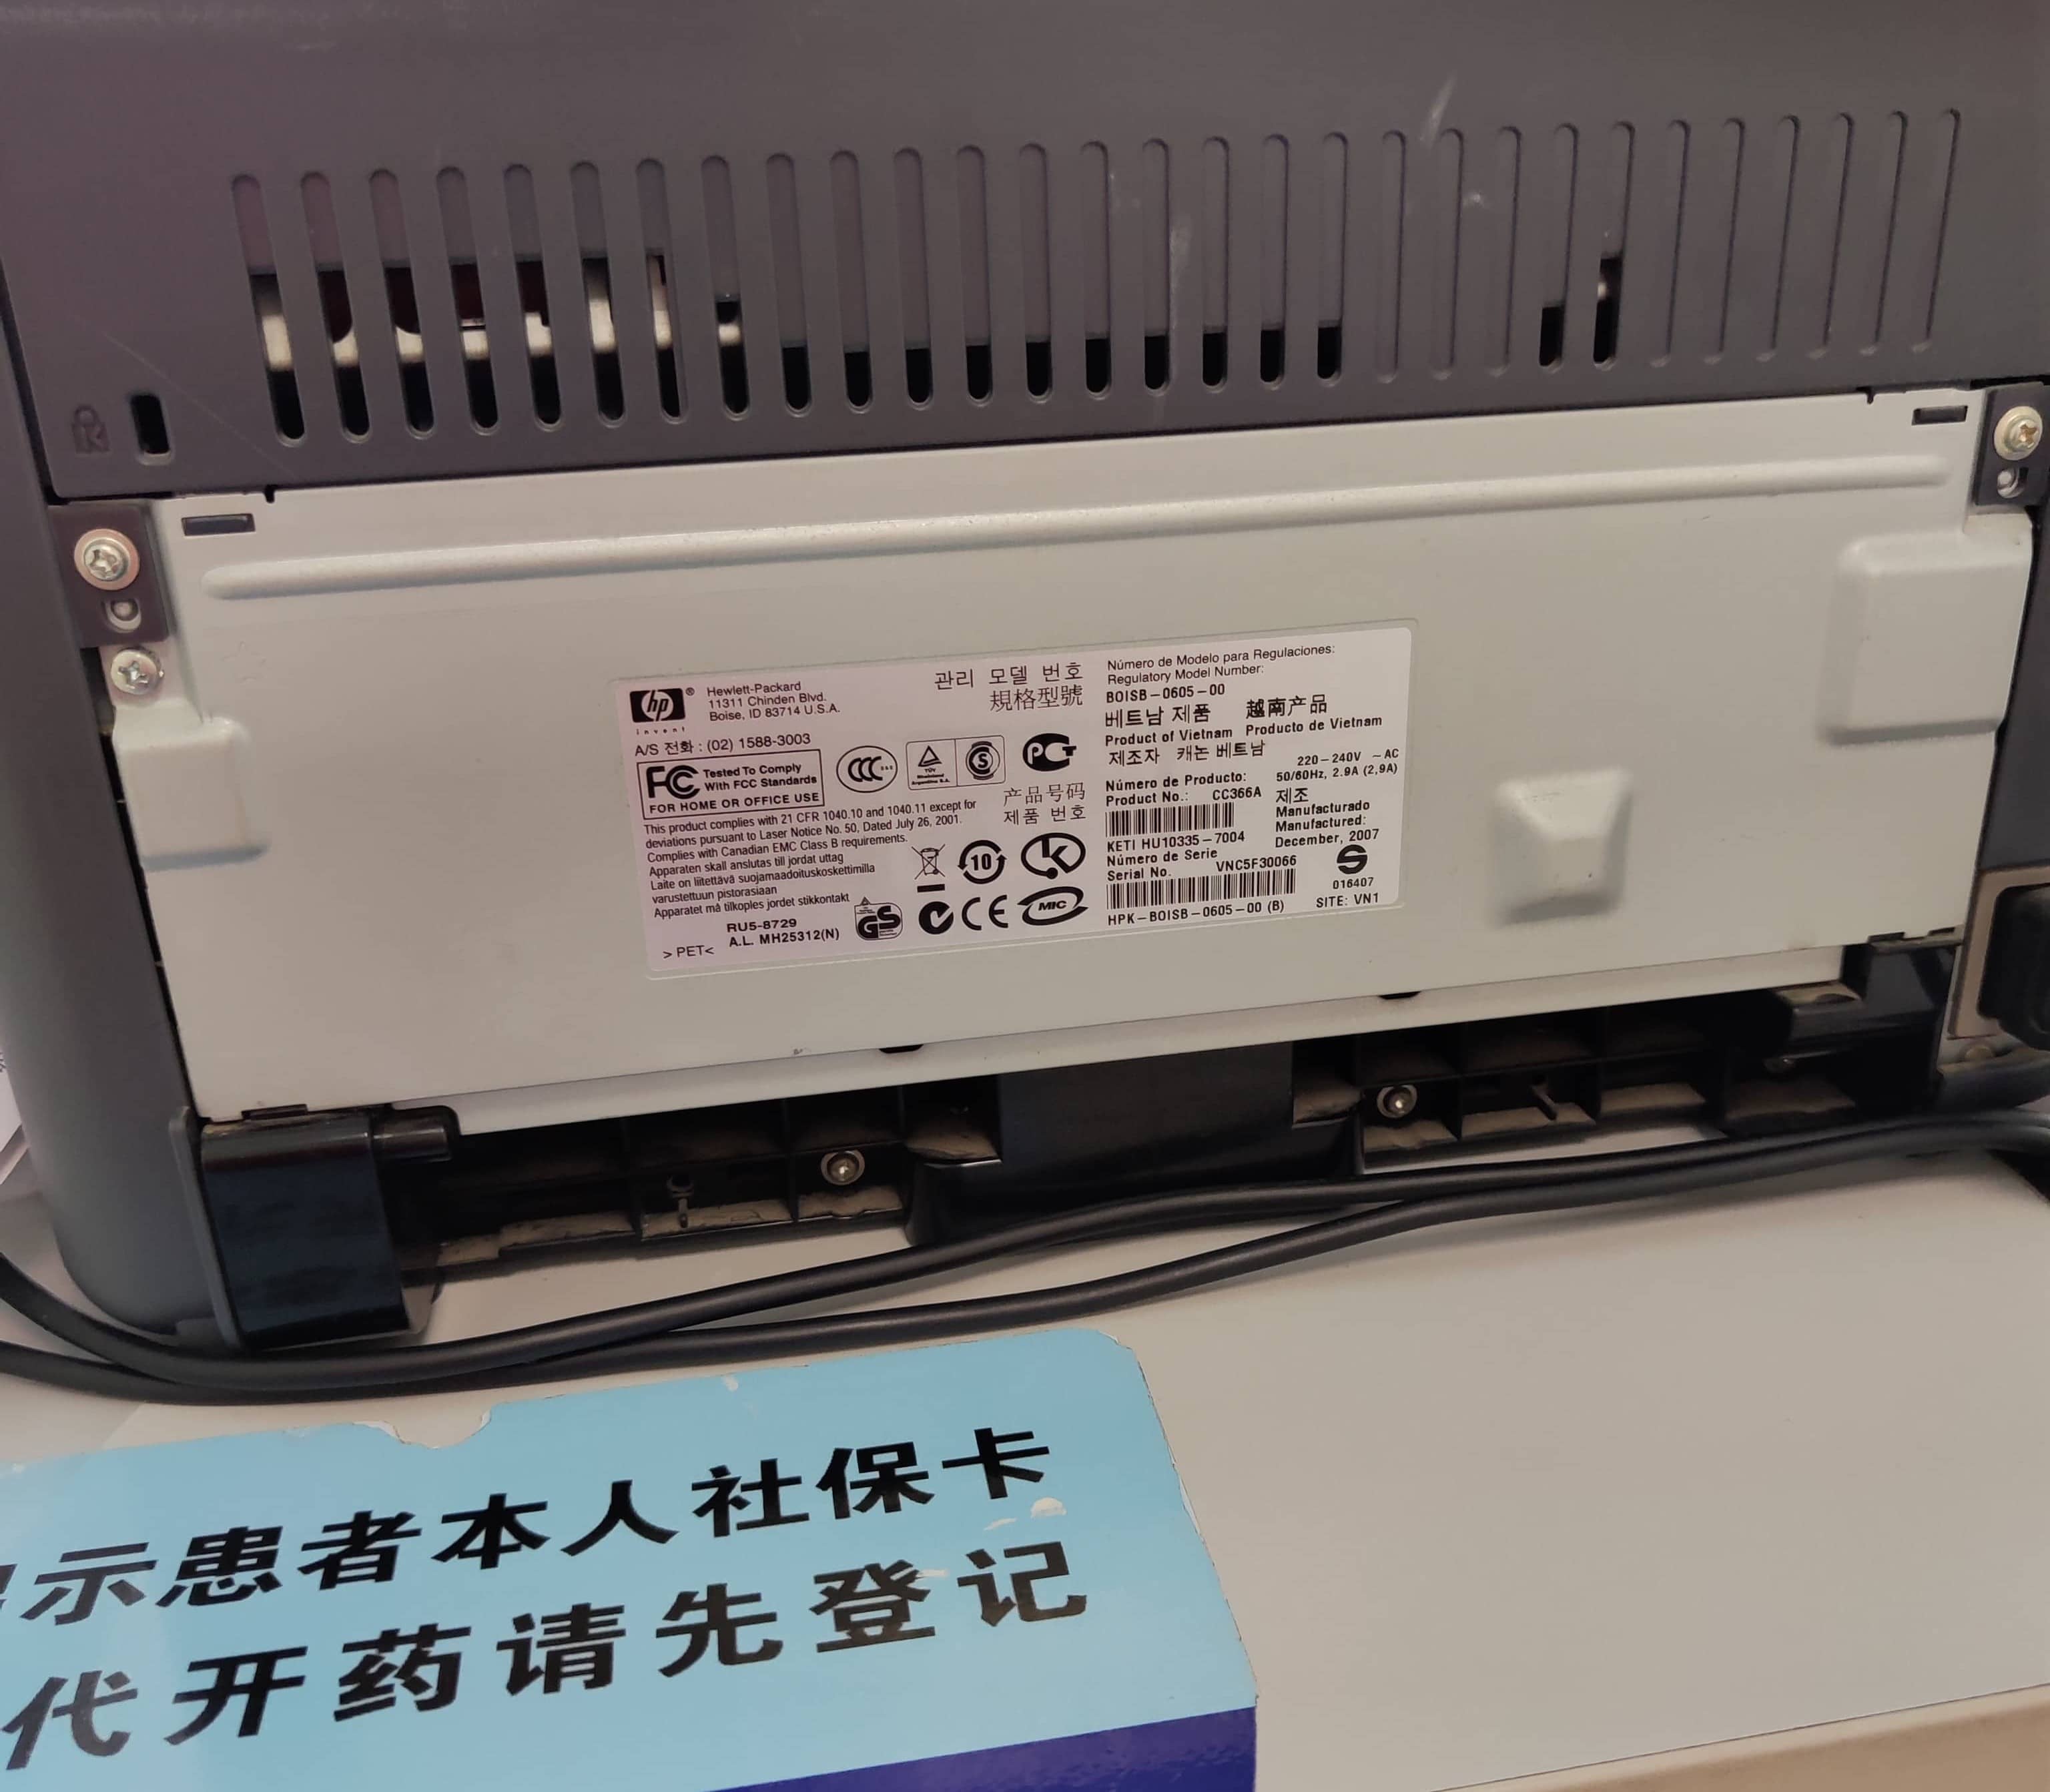 hp ®
invent
Hewlett-Packard
11311 Chinden Blvd.
Boise, ID 83714 U.S.A.
관리 모델 번호
規格型號
A/S 전화 : (02) 1588-3003
FC Tested To Comply
With FCC Standards
FOR HOME OR OFFICE USE
CCC S&E
TÜV
Rheinland
Argentina S.A.
S
PCT
产品号码
제품 번호
This product complies with 21 CFR 1040.10 and 1040.11 except for
deviations pursuant to Laser Notice No. 50, Dated July 26, 2001.
Complies with Canadian EMC Class B requirements.
Apparaten skall anslutas till jordat uttag
Laite on liitettävä suojamaadoituskoskettimilla
varustettuun pistorasiaan
Apparatet må tilkoples jordet stikkontakt
10
K
GS
CE
MIC
RU5-8729
>PET<
A.L. MH25312(N)
Número de Modelo para Regulaciones:
Regulatory Model Number:
BOISB-0605-00
베트남 제품 越南产品
Product of Vietnam Producto de Vietnam
제조자 캐논 베트남
220-240V ~AC
50/60Hz, 2.9A (2,9A)
Número de Producto:
Product No.: CC366A
제조
Manufacturado
Manufactured:
December, 2007
KETI HU10335-7004
Número de Serie
Serial No. VNC5F30066
S
016407
HPK-BOISB-0605-00 (B)
SITE: VN1
K
示患者本人社保卡
代开药请先登记